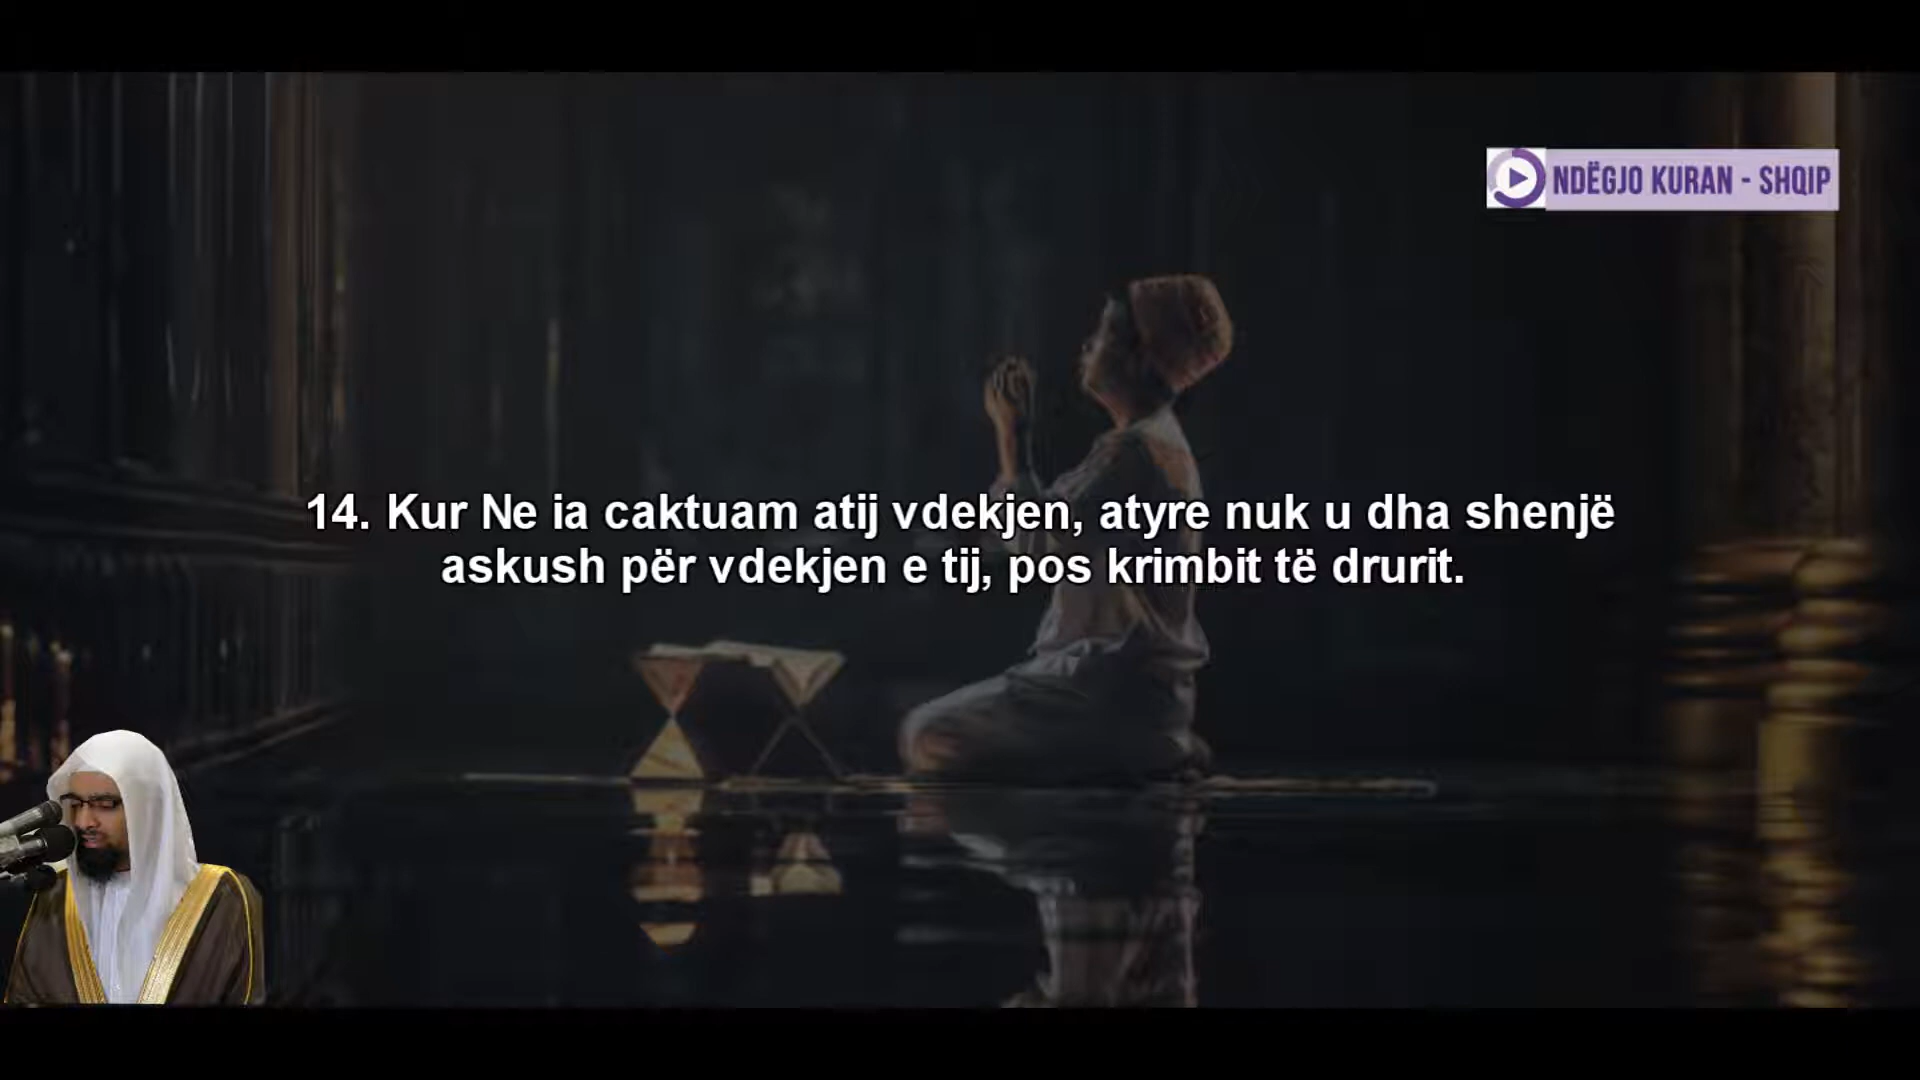 NDËGJO KURAN - SHQIP
14. Kur Ne ia caktuam atij vdekjen, atyre nuk u dha shenjë
askush për vdekjen e tij, pos krimbit të drurit.